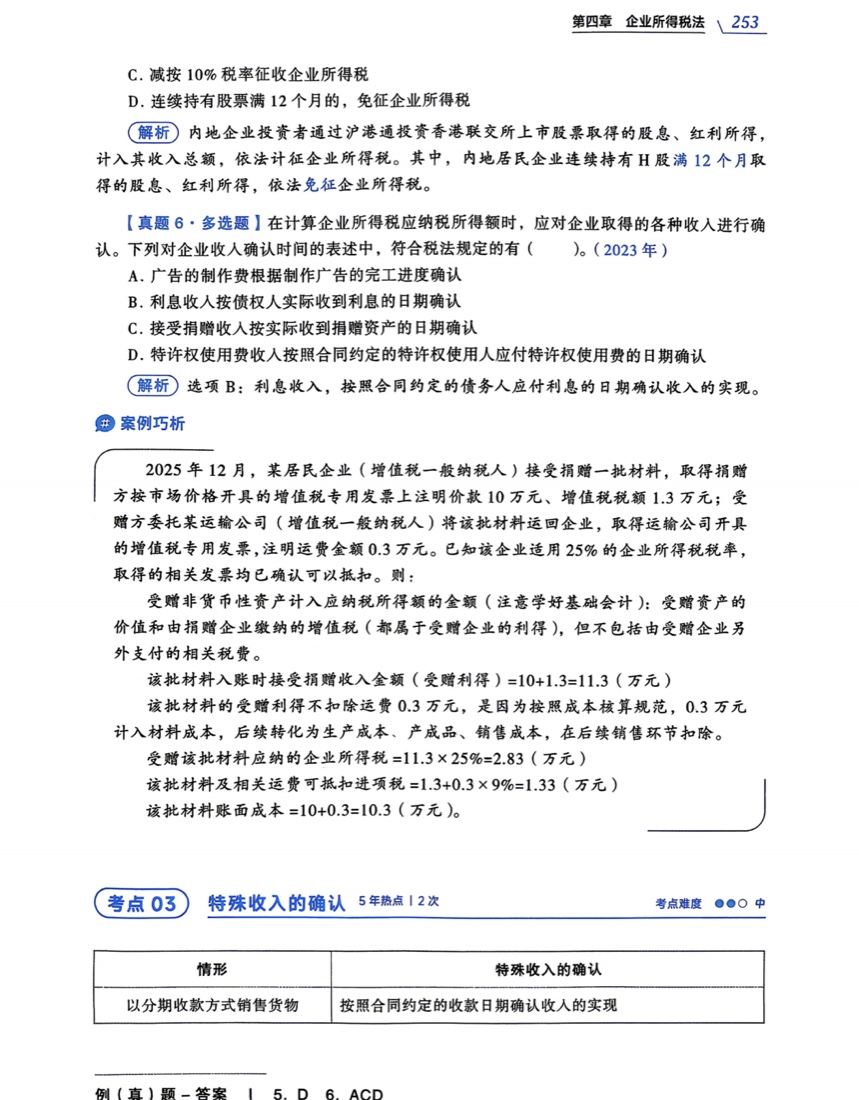 第四章 企业所得税法 253
C. 减按 10% 税率征收企业所得税
D. 连续持有股票满 12 个月的，免征企业所得税
解析 内地企业投资者通过沪港通投资香港联交所上市股票取得的股息、红利所得，
计入其收入总额，依法计征企业所得税。其中，内地居民企业连续持有 H 股满 12 个月取
得的股息、红利所得，依法免征企业所得税。
【真题 6·多选题】在计算企业所得税应纳税所得额时，应对企业取得的各种收入进行确
认。下列对企业收入确认时间的表述中，符合税法规定的有（ ）。（2023 年）
A. 广告的制作费根据制作广告的完工进度确认
B. 利息收入按债权人实际收到利息的日期确认
C. 接受捐赠收入按实际收到捐赠资产的日期确认
D. 特许权使用费收入按照合同约定的特许权使用人应付特许权使用费的日期确认
解析 选项 B：利息收入，按照合同约定的债务人应付利息的日期确认收入的实现。
# 案例巧析
2025 年 12 月，某居民企业（增值税一般纳税人）接受捐赠一批材料，取得捐赠
方按市场价格开具的增值税专用发票上注明价款 10 万元、增值税税额 1.3 万元；受
赠方委托某运输公司（增值税一般纳税人）将该批材料运回企业，取得运输公司开具
的增值税专用发票，注明运费金额 0.3 万元。已知该企业适用 25% 的企业所得税税率，
取得的相关发票均已确认可以抵扣。则：
受赠非货币性资产计入应纳税所得额的金额（注意学好基础会计）：受赠资产的
价值和由捐赠企业缴纳的增值税（都属于受赠企业的利得），但不包括由受赠企业另
外支付的相关税费。
该批材料入账时接受捐赠收入金额（受赠利得）=10+1.3=11.3（万元）
该批材料的受赠利得不扣除运费 0.3 万元，是因为按照成本核算规范，0.3 万元
计入材料成本，后续转化为生产成本、产成品、销售成本，在后续销售环节扣除。
受赠该批材料应纳的企业所得税 =11.3×25%=2.83（万元）
该批材料及相关运费可抵扣进项税 =1.3+0.3×9%=1.33（万元）
该批材料账面成本 =10+0.3=10.3（万元）。
考点 03 特殊收入的确认 5 年热点 | 2 次 考点难度 中
情形 特殊收入的确认
以分期收款方式销售货物 按照合同约定的收款日期确认收入的实现
例（真）题－答案 | 5. D 6. ACD